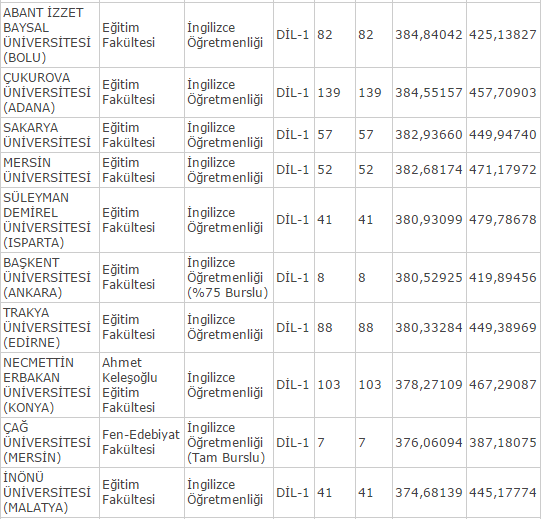 ABANT İZZET
BAYSAL
ÜNİVERSİTESİ
(BOLU)
Eğitim
Fakültesi
İngilizce
Öğretmenliği
DİL-1
82
82
384,84042
425,13827
ÇUKUROVA
ÜNİVERSİTESİ
(ADANA)
Eğitim
Fakültesi
İngilizce
Öğretmenliği
DİL-1
139
139
384,55157
457,70903
SAKARYA
ÜNİVERSİTESİ
Eğitim
Fakültesi
İngilizce
Öğretmenliği
DİL-1
57
57
382,93660
449,94740
MERSİN
ÜNİVERSİTESİ
Eğitim
Fakültesi
İngilizce
Öğretmenliği
DİL-1
52
52
382,68174
471,17972
SÜLEYMAN
DEMİREL
ÜNİVERSİTESİ
(ISPARTA)
Eğitim
Fakültesi
İngilizce
Öğretmenliği
DİL-1
41
41
380,93099
479,78678
BAŞKENT
ÜNİVERSİTESİ
(ANKARA)
Eğitim
Fakültesi
İngilizce
Öğretmenliği
(%75 Burslu)
DİL-1
8
8
380,52925
419,89456
TRAKYA
ÜNİVERSİTESİ
(EDİRNE)
Eğitim
Fakültesi
İngilizce
Öğretmenliği
DİL-1
88
88
380,33284
449,38969
NECMETTİN
ERBAKAN
ÜNİVERSİTESİ
(KONYA)
Ahmet
Keleşoğlu
Eğitim
Fakültesi
İngilizce
Öğretmenliği
DİL-1
103
103
378,27109
467,29087
ÇAĞ
ÜNİVERSİTESİ
(MERSİN)
Fen-Edebiyat
Fakültesi
İngilizce
Öğretmenliği
(Tam Burslu)
DİL-1
7
7
376,06094
387,18075
İNÖNÜ
ÜNİVERSİTESİ
(MALATYA)
Eğitim
Fakültesi
İngilizce
Öğretmenliği
DİL-1
41
41
374,68139
445,17774